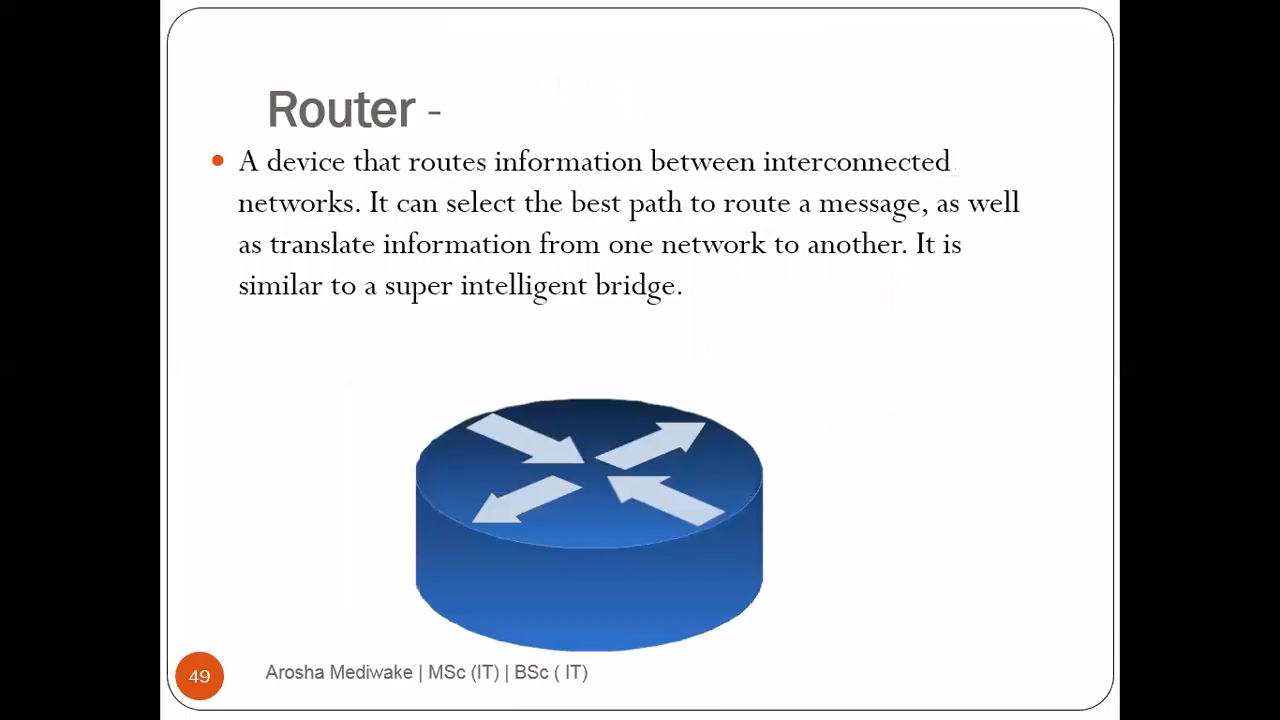 Router -
A device that routes information between interconnected
networks. It can select the best path to route a message, as well
as translate information from one network to another. It is
similar to a super intelligent bridge.
49
Arosha Mediwake | MSc (IT) | BSc ( IT)